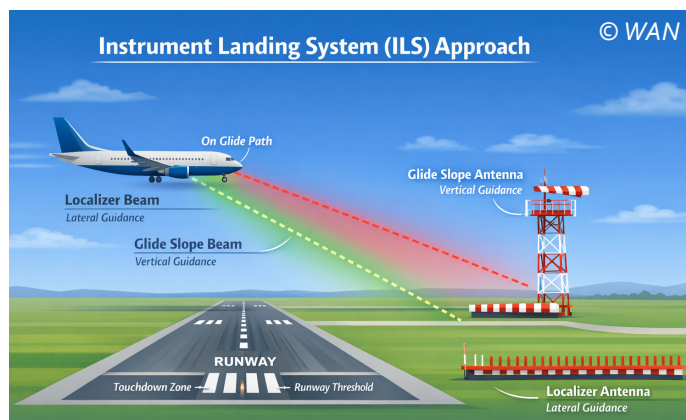 Instrument Landing System (ILS) Approach
© WAN
On Glide Path
Glide Slope Antenna
Vertical Guidance
Localizer Beam
Lateral Guidance
Glide Slope Beam
Vertical Guidance
RUNWAY
Touchdown Zone
Runway Threshold
Localizer Antenna
Lateral Guidance